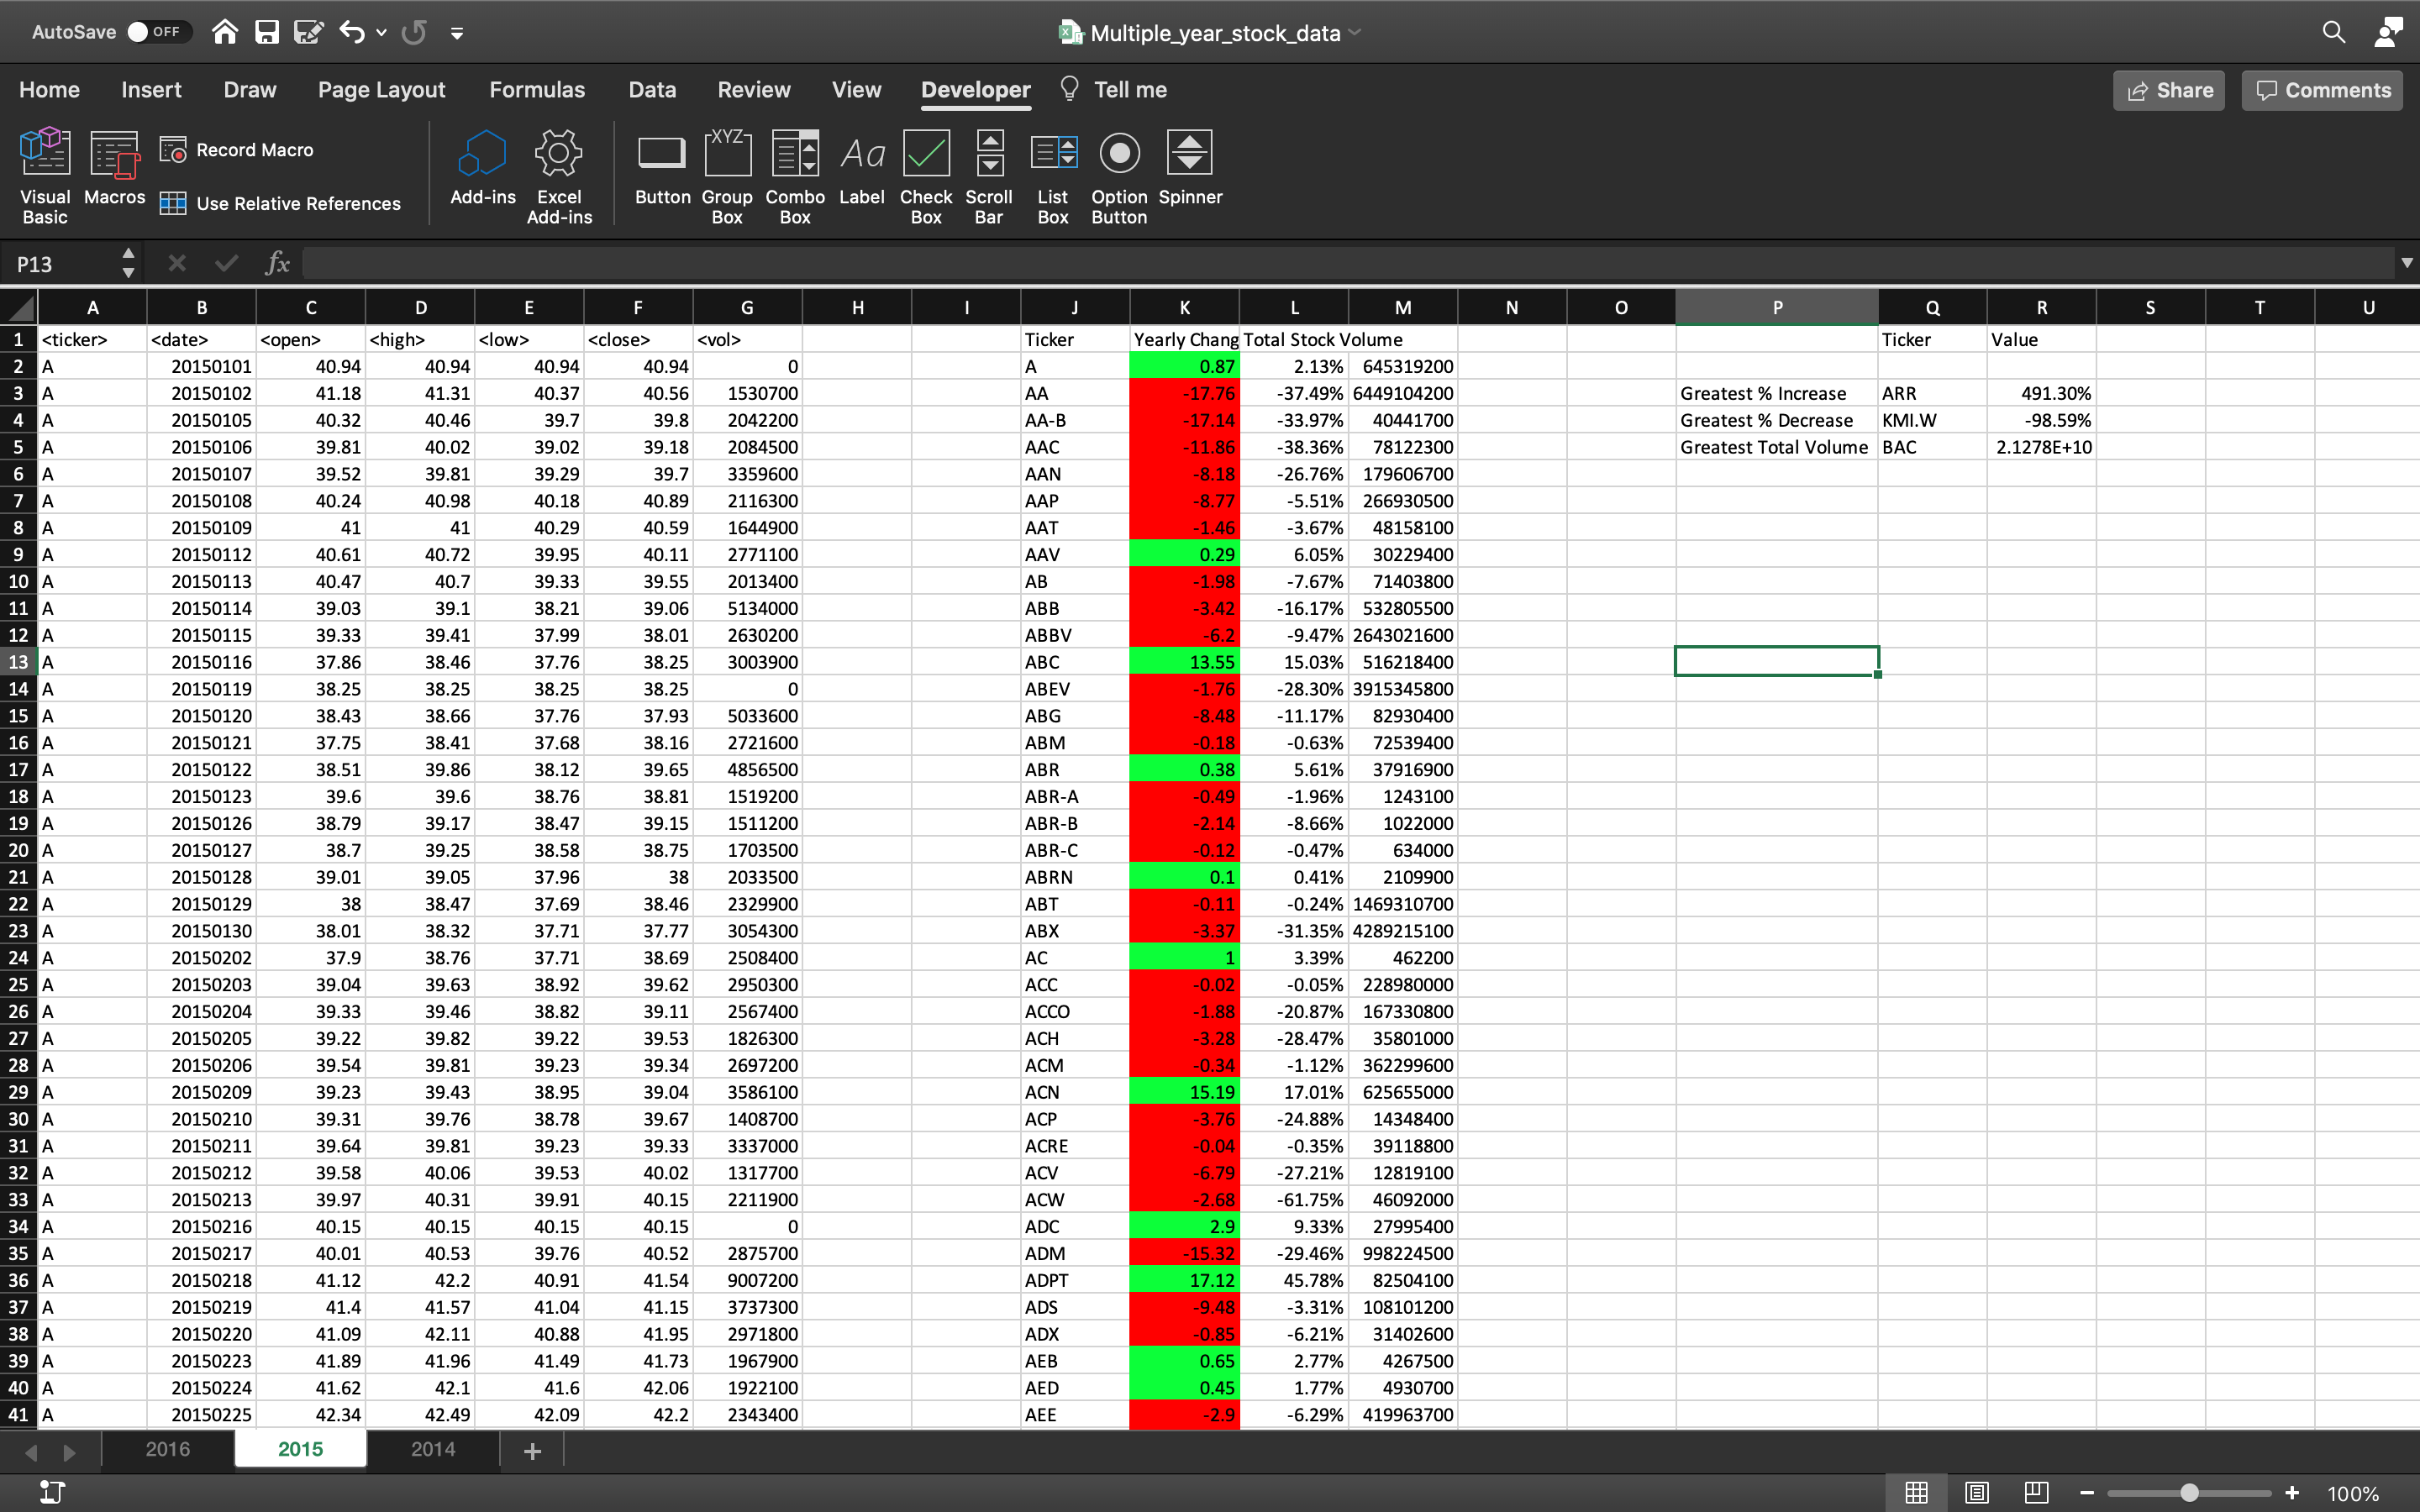 AutoSave OFF Multiple_year_stock_data
Home Insert Draw Page Layout Formulas Data Review View Developer Tell me Share Comments
Visual Basic Macros Record Macro Use Relative References Add-ins Excel Add-ins Button Group Box XYZ Combo Box Aa Label Check Box Scroll Bar List Box Option Button Spinner
P13 fx
A B C D E F G H I J K L M N O P Q R S T U
1 <ticker> <date> <open> <high> <low> <close> <vol> Ticker Yearly Chang Total Stock Volume Ticker Value
2 A 20150101 40.94 40.94 40.94 40.94 0 A 0.87 2.13% 645319200
3 A 20150102 41.18 41.31 40.37 40.56 1530700 AA -17.76 -37.49% 6449104200 Greatest % Increase ARR 491.30%
4 A 20150105 40.32 40.46 39.7 39.8 2042200 AA-B -17.14 -33.97% 40441700 Greatest % Decrease KMI.W -98.59%
5 A 20150106 39.81 40.02 39.02 39.18 2084500 AAC -11.86 -38.36% 78122300 Greatest Total Volume BAC 2.1278E+10
6 A 20150107 39.52 39.81 39.29 39.7 3359600 AAN -8.18 -26.76% 179606700
7 A 20150108 40.24 40.98 40.18 40.89 2116300 AAP -8.77 -5.51% 266930500
8 A 20150109 41 41 40.29 40.59 1644900 AAT -1.46 -3.67% 48158100
9 A 20150112 40.61 40.72 39.95 40.11 2771100 AAV 0.29 6.05% 30229400
10 A 20150113 40.47 40.7 39.33 39.55 2013400 AB -1.98 -7.67% 71403800
11 A 20150114 39.03 39.1 38.21 39.06 5134000 ABB -3.42 -16.17% 532805500
12 A 20150115 39.33 39.41 37.99 38.01 2630200 ABBV -6.2 -9.47% 2643021600
13 A 20150116 37.86 38.46 37.76 38.25 3003900 ABC 13.55 15.03% 516218400
14 A 20150119 38.25 38.25 38.25 38.25 0 ABEV -1.76 -28.30% 3915345800
15 A 20150120 38.43 38.66 37.76 37.93 5033600 ABG -8.48 -11.17% 82930400
16 A 20150121 37.75 38.41 37.68 38.16 2721600 ABM -0.18 -0.63% 72539400
17 A 20150122 38.51 39.86 38.12 39.65 4856500 ABR 0.38 5.61% 37916900
18 A 20150123 39.6 39.6 38.76 38.81 1519200 ABR-A -0.49 -1.96% 1243100
19 A 20150126 38.79 39.17 38.47 39.15 1511200 ABR-B -2.14 -8.66% 1022000
20 A 20150127 38.7 39.25 38.58 38.75 1703500 ABR-C -0.12 -0.47% 634000
21 A 20150128 39.01 39.05 37.96 38 2033500 ABRN 0.1 0.41% 2109900
22 A 20150129 38 38.47 37.69 38.46 2329900 ABT -0.11 -0.24% 1469310700
23 A 20150130 38.01 38.32 37.71 37.77 3054300 ABX -3.37 -31.35% 4289215100
24 A 20150202 37.9 38.76 37.71 38.69 2508400 AC 1 3.39% 462200
25 A 20150203 39.04 39.63 38.92 39.62 2950300 ACC -0.02 -0.05% 228980000
26 A 20150204 39.33 39.46 38.82 39.11 2567400 ACCO -1.88 -20.87% 167330800
27 A 20150205 39.22 39.82 39.22 39.53 1826300 ACH -3.28 -28.47% 35801000
28 A 20150206 39.54 39.81 39.23 39.34 2697200 ACM -0.34 -1.12% 362299600
29 A 20150209 39.23 39.43 38.95 39.04 3586100 ACN 15.19 17.01% 625655000
30 A 20150210 39.31 39.76 38.78 39.67 1408700 ACP -3.76 -24.88% 14348400
31 A 20150211 39.64 39.81 39.23 39.33 3337000 ACRE -0.04 -0.35% 39118800
32 A 20150212 39.58 40.06 39.53 40.02 1317700 ACV -6.79 -27.21% 12819100
33 A 20150213 39.97 40.31 39.91 40.15 2211900 ACW -2.68 -61.75% 46092000
34 A 20150216 40.15 40.15 40.15 40.15 0 ADC 2.9 9.33% 27995400
35 A 20150217 40.01 40.53 39.76 40.52 2875700 ADM -15.32 -29.46% 998224500
36 A 20150218 41.12 42.2 40.91 41.54 9007200 ADPT 17.12 45.78% 82504100
37 A 20150219 41.4 41.57 41.04 41.15 3737300 ADS -9.48 -3.31% 108101200
38 A 20150220 41.09 42.11 40.88 41.95 2971800 ADX -0.85 -6.21% 31402600
39 A 20150223 41.89 41.96 41.49 41.73 1967900 AEB 0.65 2.77% 4267500
40 A 20150224 41.62 42.1 41.6 42.06 1922100 AED 0.45 1.77% 4930700
41 A 20150225 42.34 42.49 42.09 42.2 2343400 AEE -2.9 -6.29% 419963700
2016 2015 2014 +
100%